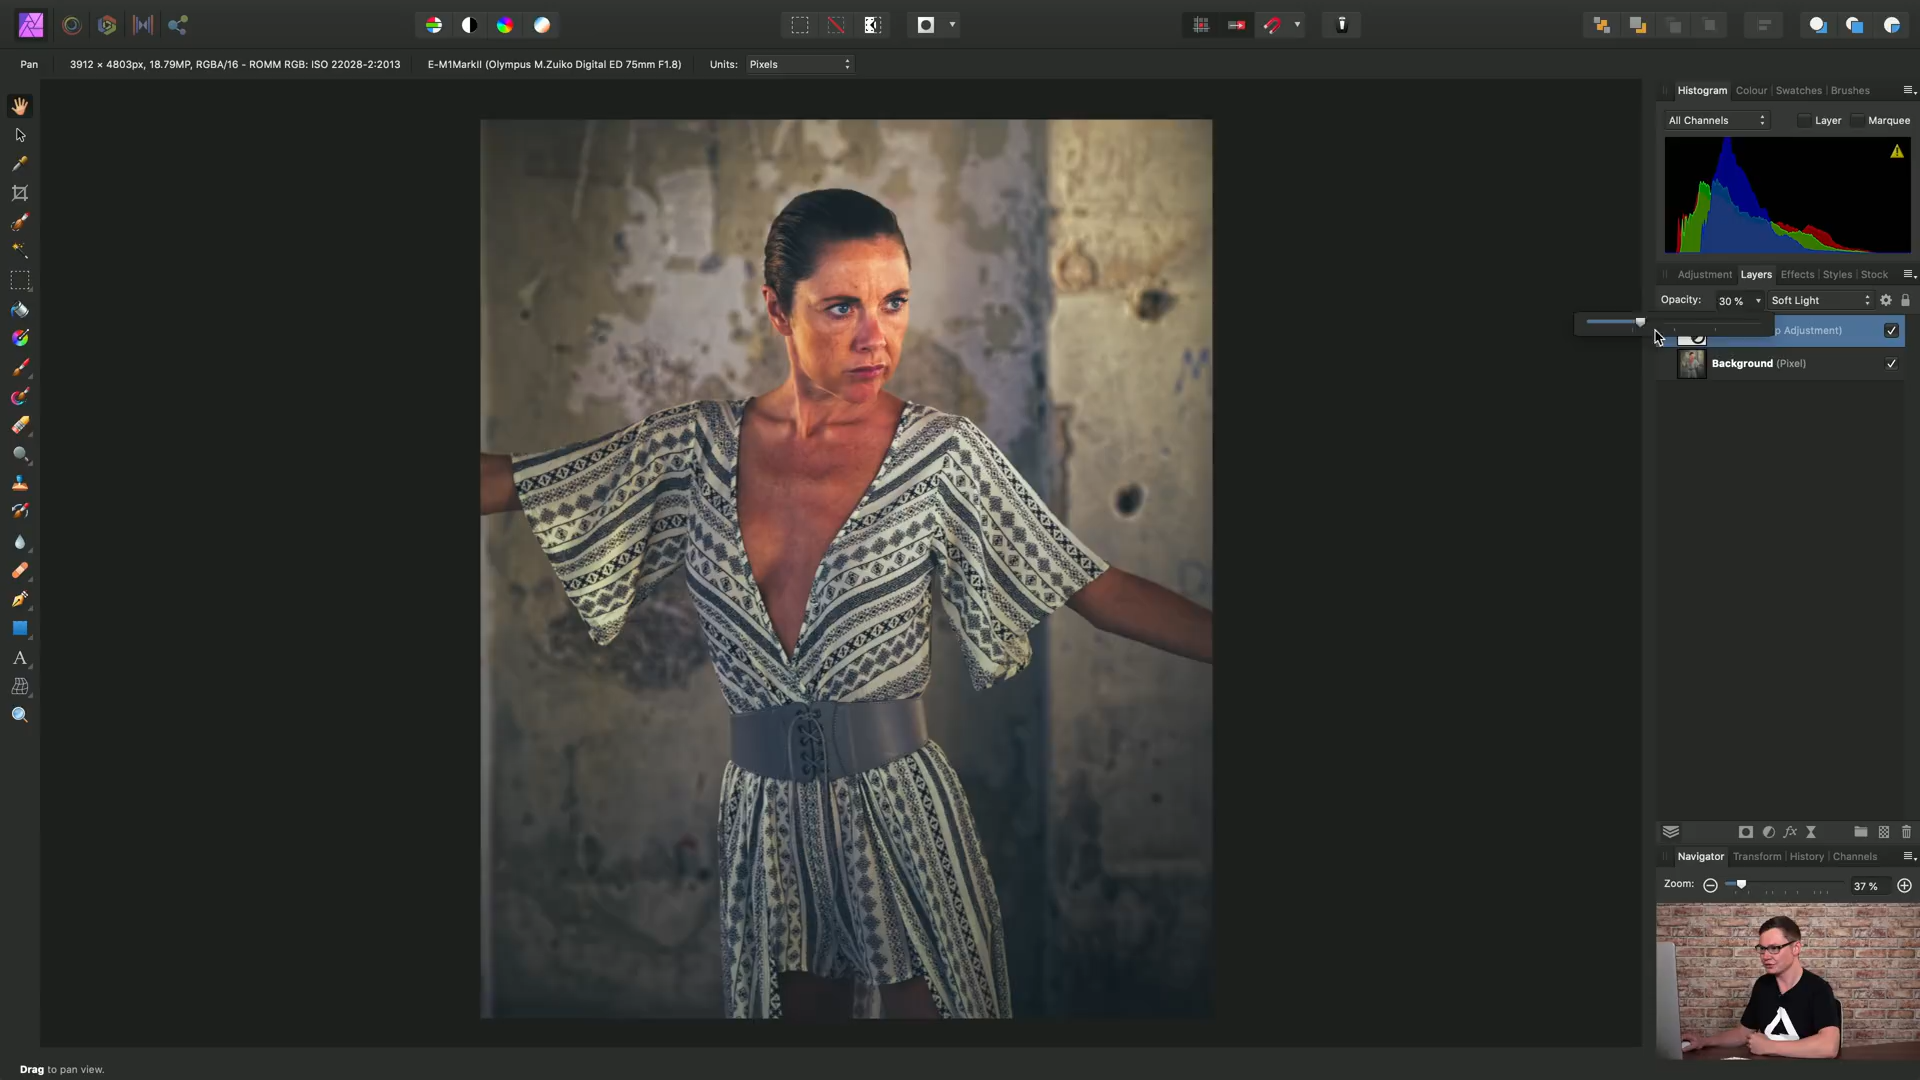 Pan
3912 × 4803px, 18.79MP, RGBA/16 - ROMM RGB: ISO 22028-2:2013
E-M1MarkII (Olympus M.Zuiko Digital ED 75mm F1.8)
Units: Pixels
Histogram Colour Swatches Brushes
All Channels Layer Marquee
Adjustment Layers Effects Styles Stock
Opacity: 30 % Soft Light
p Adjustment)
Background (Pixel)
fx
Navigator Transform History Channels
Zoom: 37 %
A
Drag to pan view.